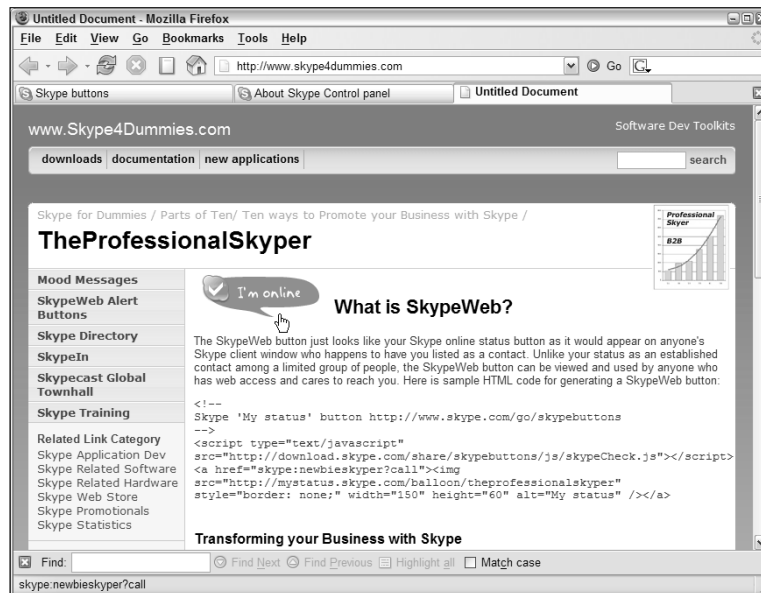 Untitled Document - Mozilla Firefox
File Edit View Go Bookmarks Tools Help
http://www.skype4dummies.com Go G
Skype buttons About Skype Control panel Untitled Document
www.Skype4Dummies.com Software Dev Toolkits
downloads documentation new applications search
Skype for Dummies / Parts of Ten/ Ten ways to Promote your Business with Skype /
TheProfessionalSkyper
Professional
Skyer
B2B
Mood Messages
SkypeWeb Alert
Buttons
Skype Directory
SkypeIn
Skypecast Global
Townhall
Skype Training
Related Link Category
Skype Application Dev
Skype Related Software
Skype Related Hardware
Skype Web Store
Skype Promotionals
Skype Statistics
I'm online
What is SkypeWeb?
The SkypeWeb button just looks like your Skype online status button as it would appear on anyone's
Skype client window who happens to have you listed as a contact. Unlike your status as an established
contact among a limited group of people, the SkypeWeb button can be viewed and used by anyone who
has web access and cares to reach you. Here is sample HTML code for generating a SkypeWeb button:
<!--
Skype 'My status' button http://www.skype.com/go/skypebuttons
-->
<script type="text/javascript"
src="http://download.skype.com/share/skypebuttons/js/skypeCheck.js"></script>
<a href="skype:newbieskyper?call"><img
src="http://mystatus.skype.com/balloon/theprofessionalskyper"
style="border: none;" width="150" height="60" alt="My status" /></a>
Transforming your Business with Skype
Find: Find Next Find Previous Highlight all Match case
skype:newbieskyper?call